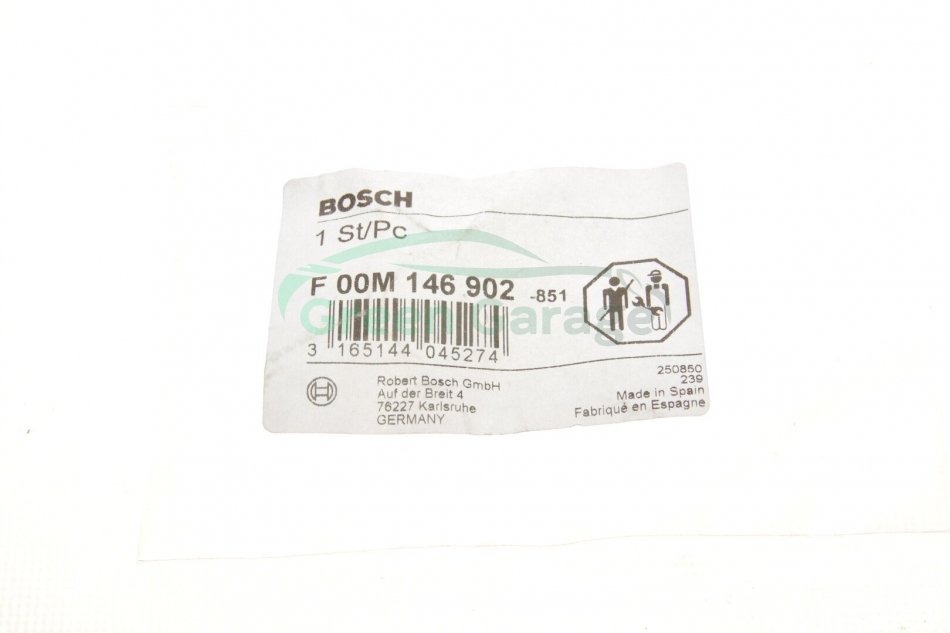 BOSCH
1 St/Pc
F 00M 146 902 -851
Green Garage
3 165144 045274
Robert Bosch GmbH
Auf der Breit 4
76227 Karlsruhe
GERMANY
250850
239
Made in Spain
Fabriqué en Espagne